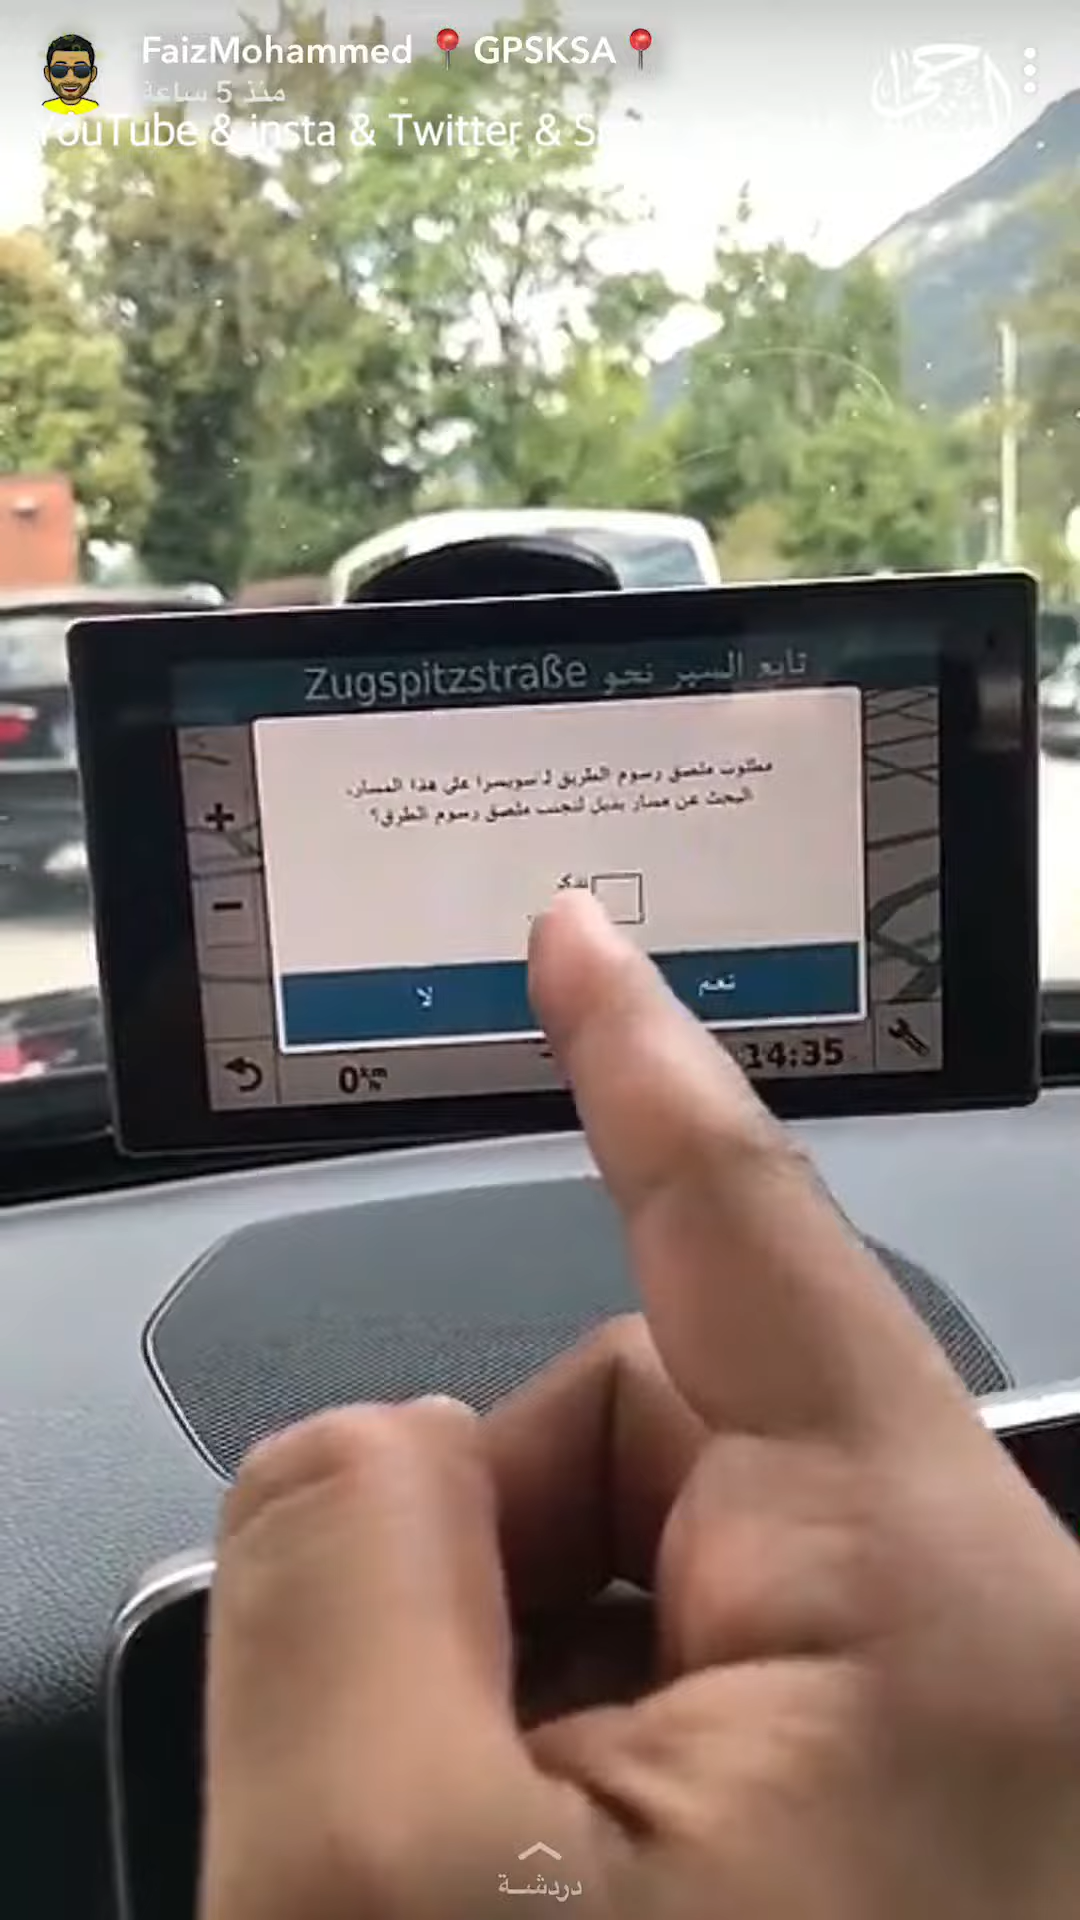 FaizMohammed 📍 GPSKSA📍
منذ 5 ساعة
YouTube & insta & Twitter & S
تابع السير نحو Zugspitzstraße
مطلوب ملصق رسوم الطريق لـ سويسرا على هذا المسار.
البحث عن مسار بديل لتجنب ملصق رسوم الطرق؟
+
−
نعم
لا
0 km/h
14:35
دردشة